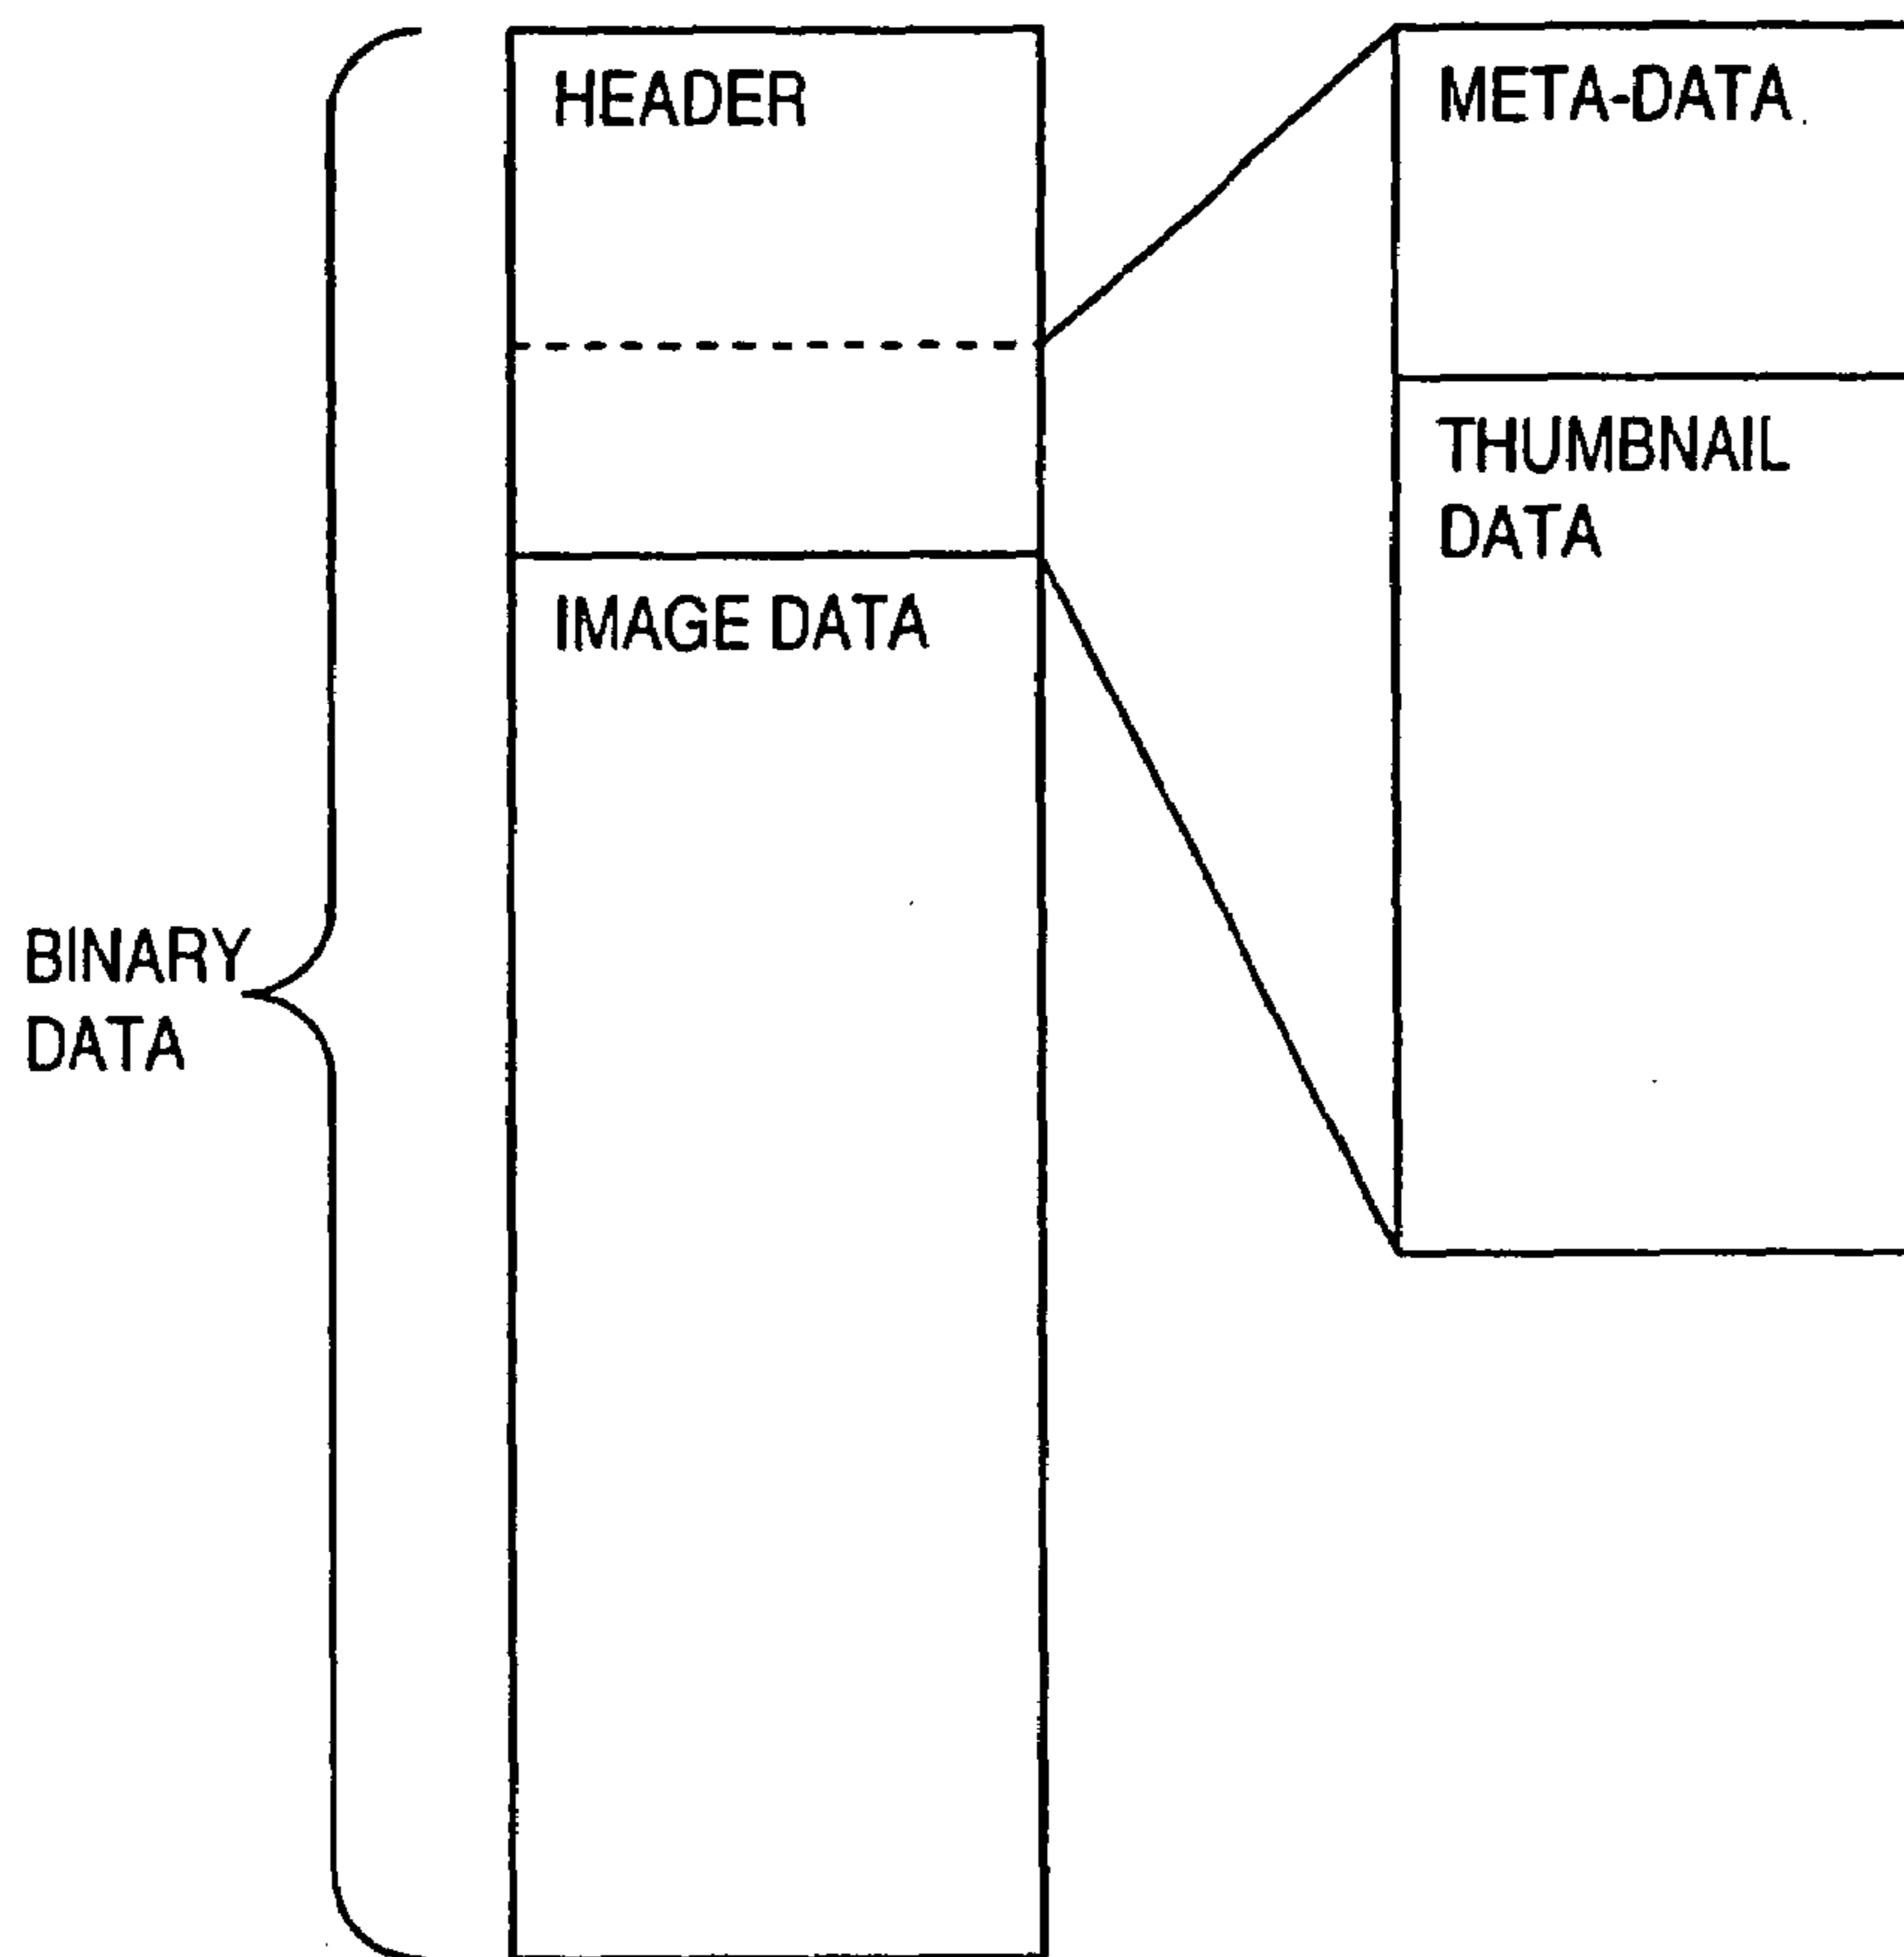 HEADER
META-DATA
THUMBNAIL
DATA
IMAGE DATA
BINARY
DATA